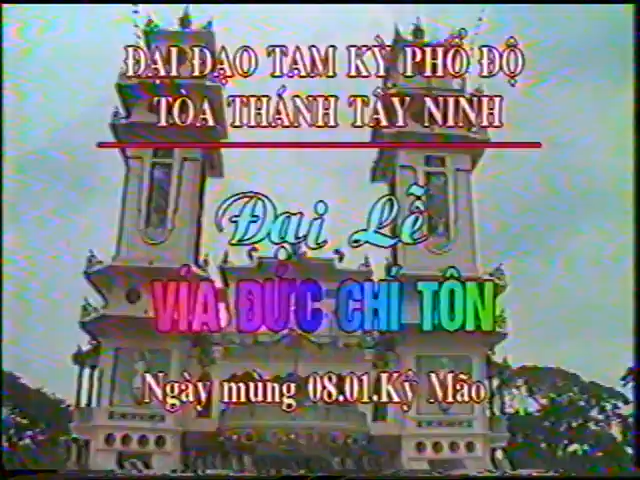 ĐẠI ĐẠO TAM KỲ PHỔ ĐỘ
TÒA THÁNH TÂY NINH
Đại Lễ
VÍA ĐỨC CHÍ TÔN
Ngày mùng 08.01.Kỷ Mão